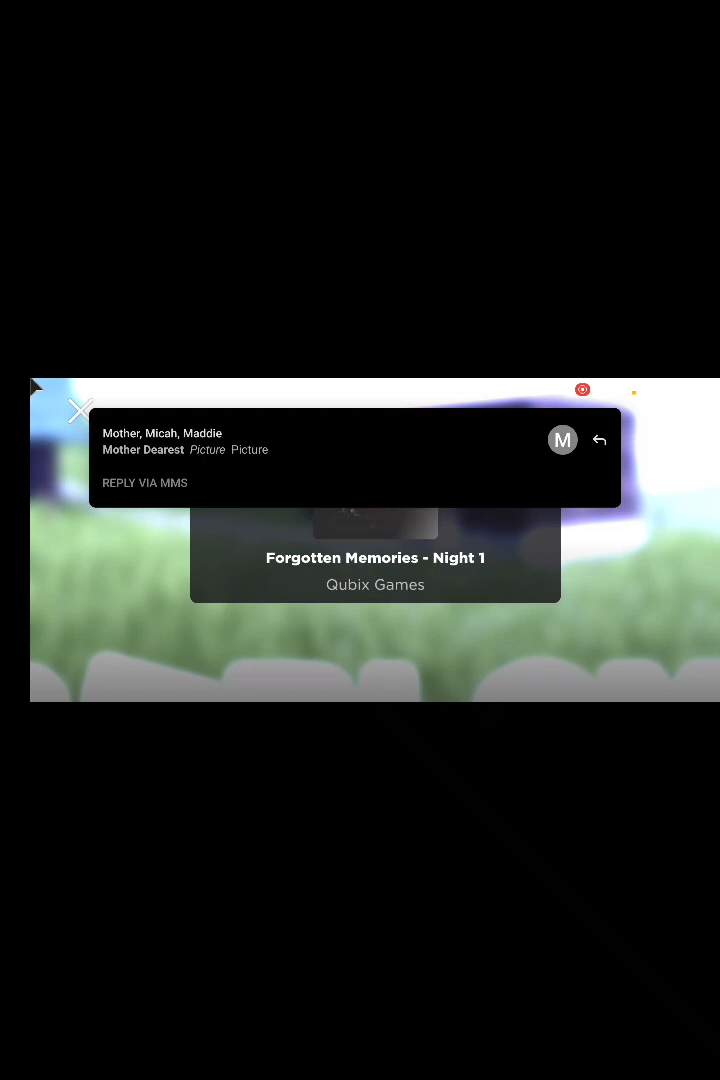 Mother, Micah, Maddie
Mother Dearest Picture Picture
M
REPLY VIA MMS
Forgotten Memories - Night 1
Qubix Games